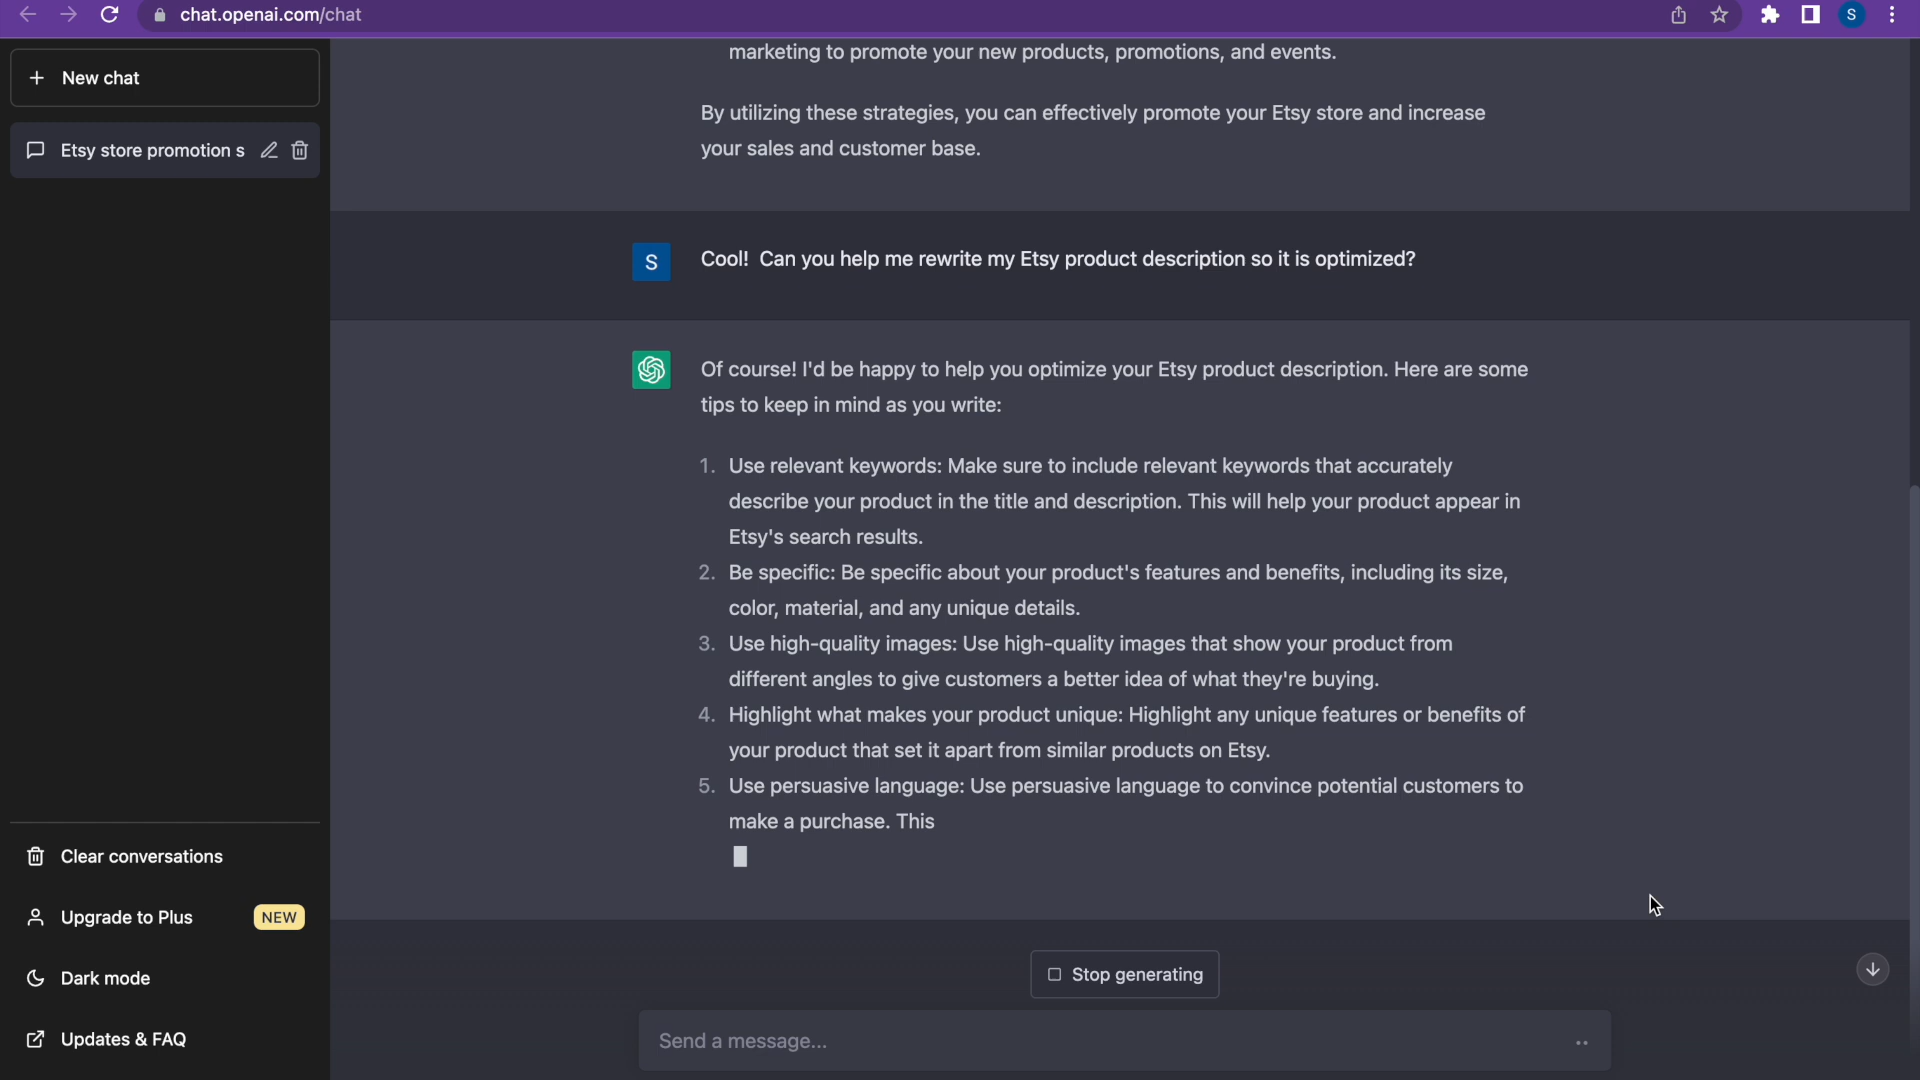 chat.openai.com/chat
S
New chat
Etsy store promotion s
marketing to promote your new products, promotions, and events.
By utilizing these strategies, you can effectively promote your Etsy store and increase
your sales and customer base.
S
Cool!  Can you help me rewrite my Etsy product description so it is optimized?
Of course! I'd be happy to help you optimize your Etsy product description. Here are some
tips to keep in mind as you write:
1. Use relevant keywords: Make sure to include relevant keywords that accurately
describe your product in the title and description. This will help your product appear in
Etsy's search results.
2. Be specific: Be specific about your product's features and benefits, including its size,
color, material, and any unique details.
3. Use high-quality images: Use high-quality images that show your product from
different angles to give customers a better idea of what they're buying.
4. Highlight what makes your product unique: Highlight any unique features or benefits of
your product that set it apart from similar products on Etsy.
5. Use persuasive language: Use persuasive language to convince potential customers to
make a purchase. This
Clear conversations
Upgrade to Plus NEW
Dark mode
Updates & FAQ
Stop generating
Send a message...